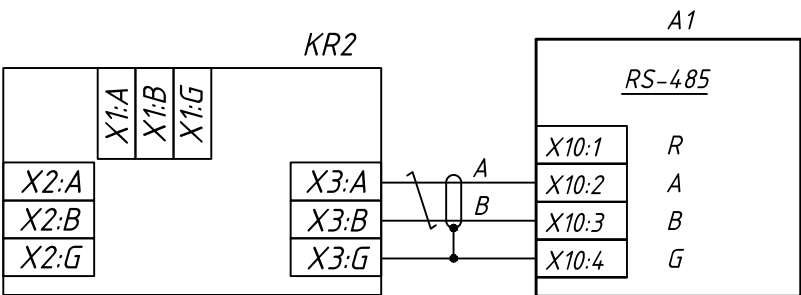 A1
KR2
RS-485
X1:A
X1:B
X1:G
X10:1 R
X2:A
X3:A
A
X10:2 A
X2:B
X3:B
B
X10:3 B
X2:G
X3:G
X10:4 G